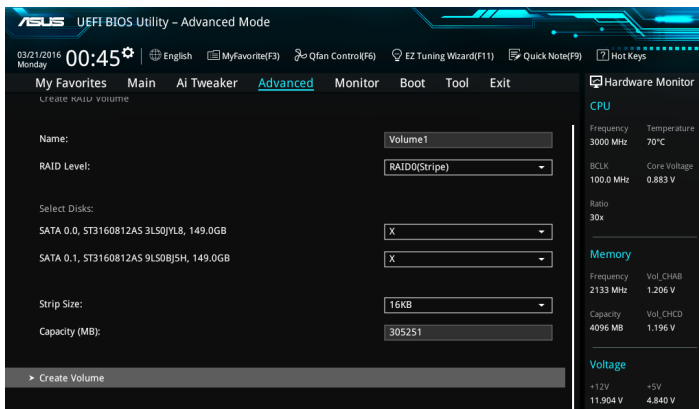 ASUS UEFI BIOS Utility – Advanced Mode
03/21/2016 Monday 00:45 English MyFavorite(F3) Qfan Control(F6) EZ Tuning Wizard(F11) Quick Note(F9) ? Hot Keys
My Favorites Main Ai Tweaker Advanced Monitor Boot Tool Exit
Create RAID Volume
Name: Volume1
RAID Level: RAID0(Stripe)
Select Disks:
SATA 0.0, ST3160812AS 3LS0JYL8, 149.0GB X
SATA 0.1, ST3160812AS 9LS0BJ5H, 149.0GB X
Strip Size: 16KB
Capacity (MB): 305251
> Create Volume
Hardware Monitor
CPU
Frequency Temperature
3000 MHz 70°C
BCLK Core Voltage
100.0 MHz 0.883 V
Ratio
30x
Memory
Frequency Vol_CHAB
2133 MHz 1.206 V
Capacity Vol_CHCD
4096 MB 1.196 V
Voltage
+12V +5V
11.904 V 4.840 V